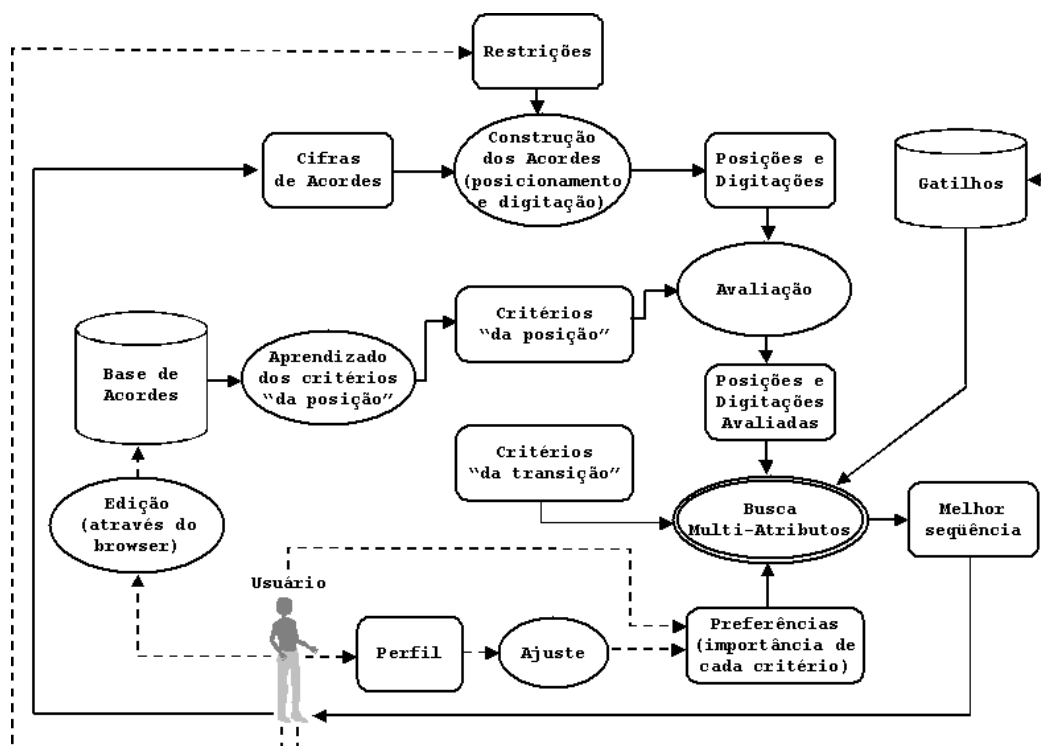 Restrições
Construção
dos Acordes
(posicionamento
e digitação)
Cifras
de Acordes
Posições e
Digitações
Gatilhos
Avaliação
Critérios
“da posição”
Base de
Acordes
Aprendizado
dos critérios
“da posição”
Posições e
Digitações
Avaliadas
Critérios
“da transição”
Edição
(através do
browser)
Busca
Multi-Atributos
Melhor
seqüência
Usuário
Perfil
Ajuste
Preferências
(importância de
cada critério)